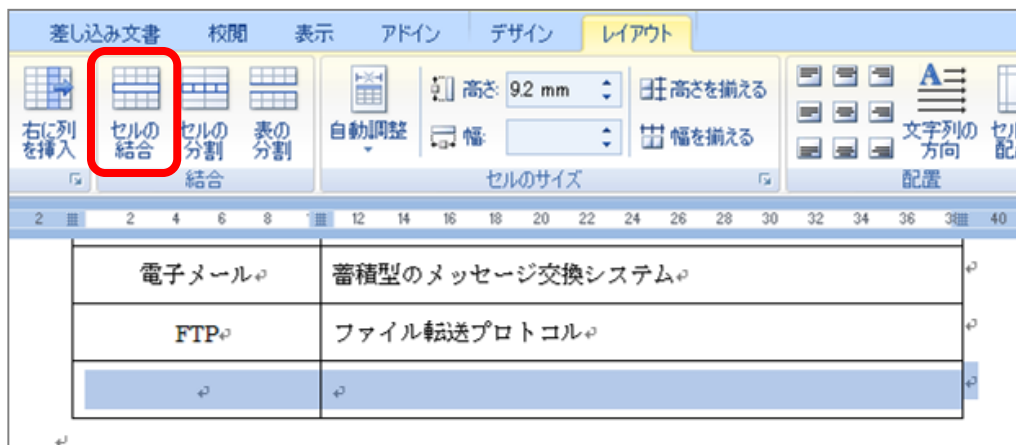 差し込み文書 校閲 表示 アドイン デザイン レイアウト
右に列を挿入
セルの結合
セルの分割
表の分割
自動調整
高さ: 9.2 mm
幅:
高さを揃える
幅を揃える
文字列の方向
結合 セルのサイズ 配置
2 2 4 6 8 12 14 16 18 20 22 24 26 28 30 32 34 36 38 40
電子メール 蓄積型のメッセージ交換システム
FTP ファイル転送プロトコル